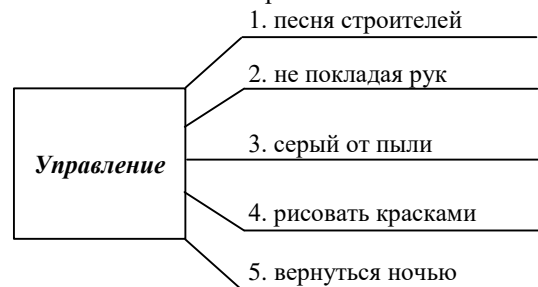 1. песня строителей
2. не покладая рук
3. серый от пыли
Управление
4. рисовать красками
5. вернуться ночью